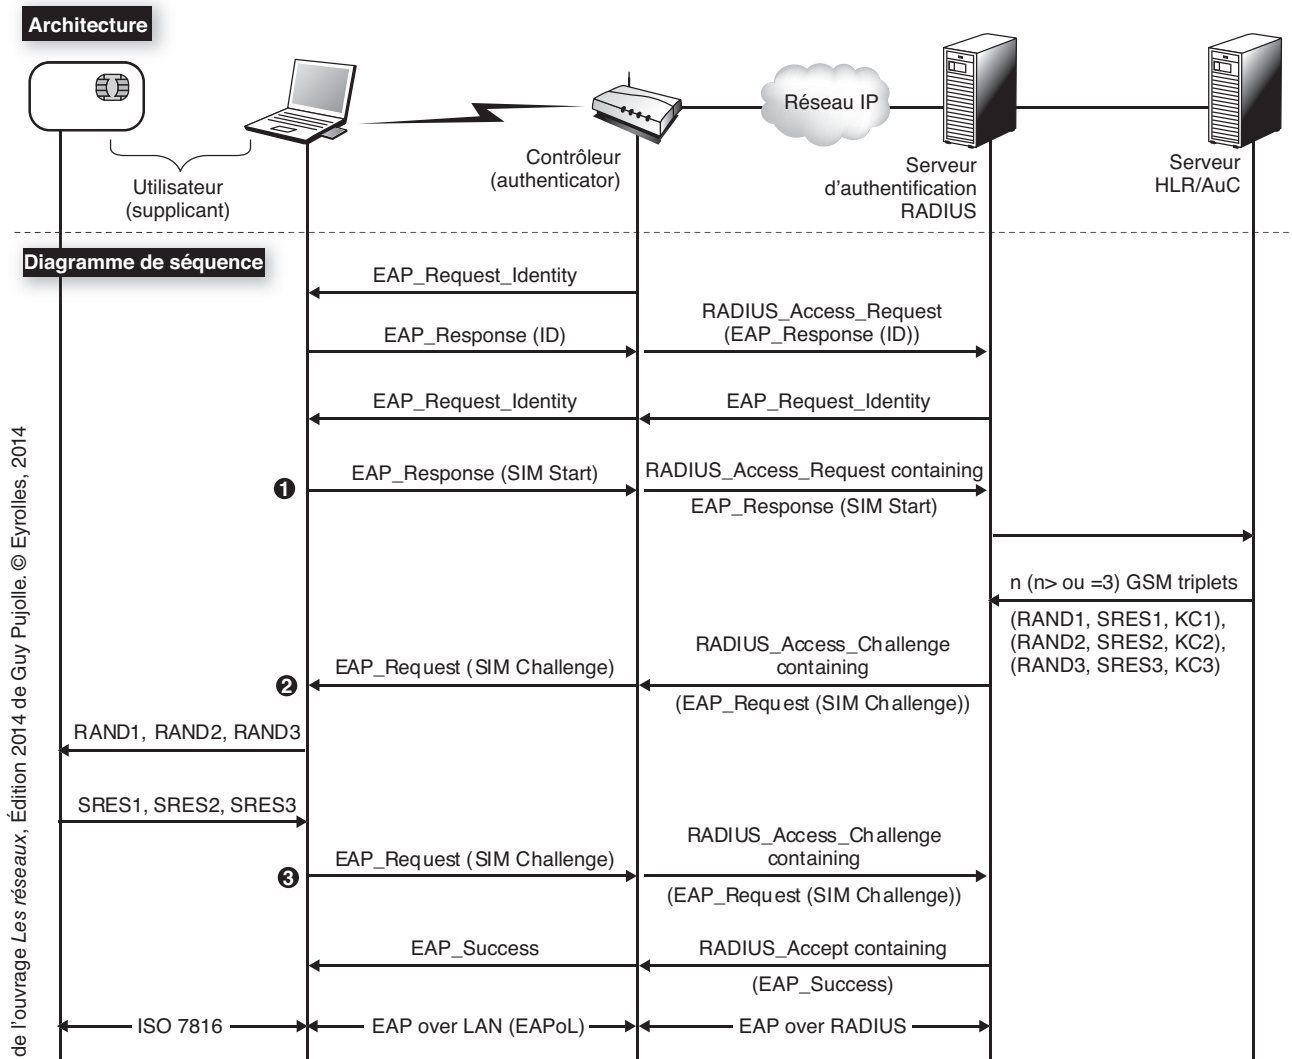 Architecture
Réseau IP
Contrôleur
(authenticator)
Utilisateur
(supplicant)
Serveur
d'authentification
RADIUS
Serveur
HLR/AuC
Diagramme de séquence
EAP_Request_Identity
EAP_Response (ID)
RADIUS_Access_Request
(EAP_Response (ID))
EAP_Request_Identity
EAP_Request_Identity
❶
EAP_Response (SIM Start)
RADIUS_Access_Request containing
EAP_Response (SIM Start)
n (n> ou =3) GSM triplets
(RAND1, SRES1, KC1),
(RAND2, SRES2, KC2),
(RAND3, SRES3, KC3)
❷
EAP_Request (SIM Challenge)
RADIUS_Access_Challenge
containing
(EAP_Request (SIM Challenge))
RAND1, RAND2, RAND3
SRES1, SRES2, SRES3
❸
EAP_Request (SIM Challenge)
RADIUS_Access_Challenge
containing
(EAP_Request (SIM Challenge))
EAP_Success
RADIUS_Accept containing
(EAP_Success)
ISO 7816
EAP over LAN (EAPoL)
EAP over RADIUS
de l'ouvrage Les réseaux, Édition 2014 de Guy Pujolle. © Eyrolles, 2014